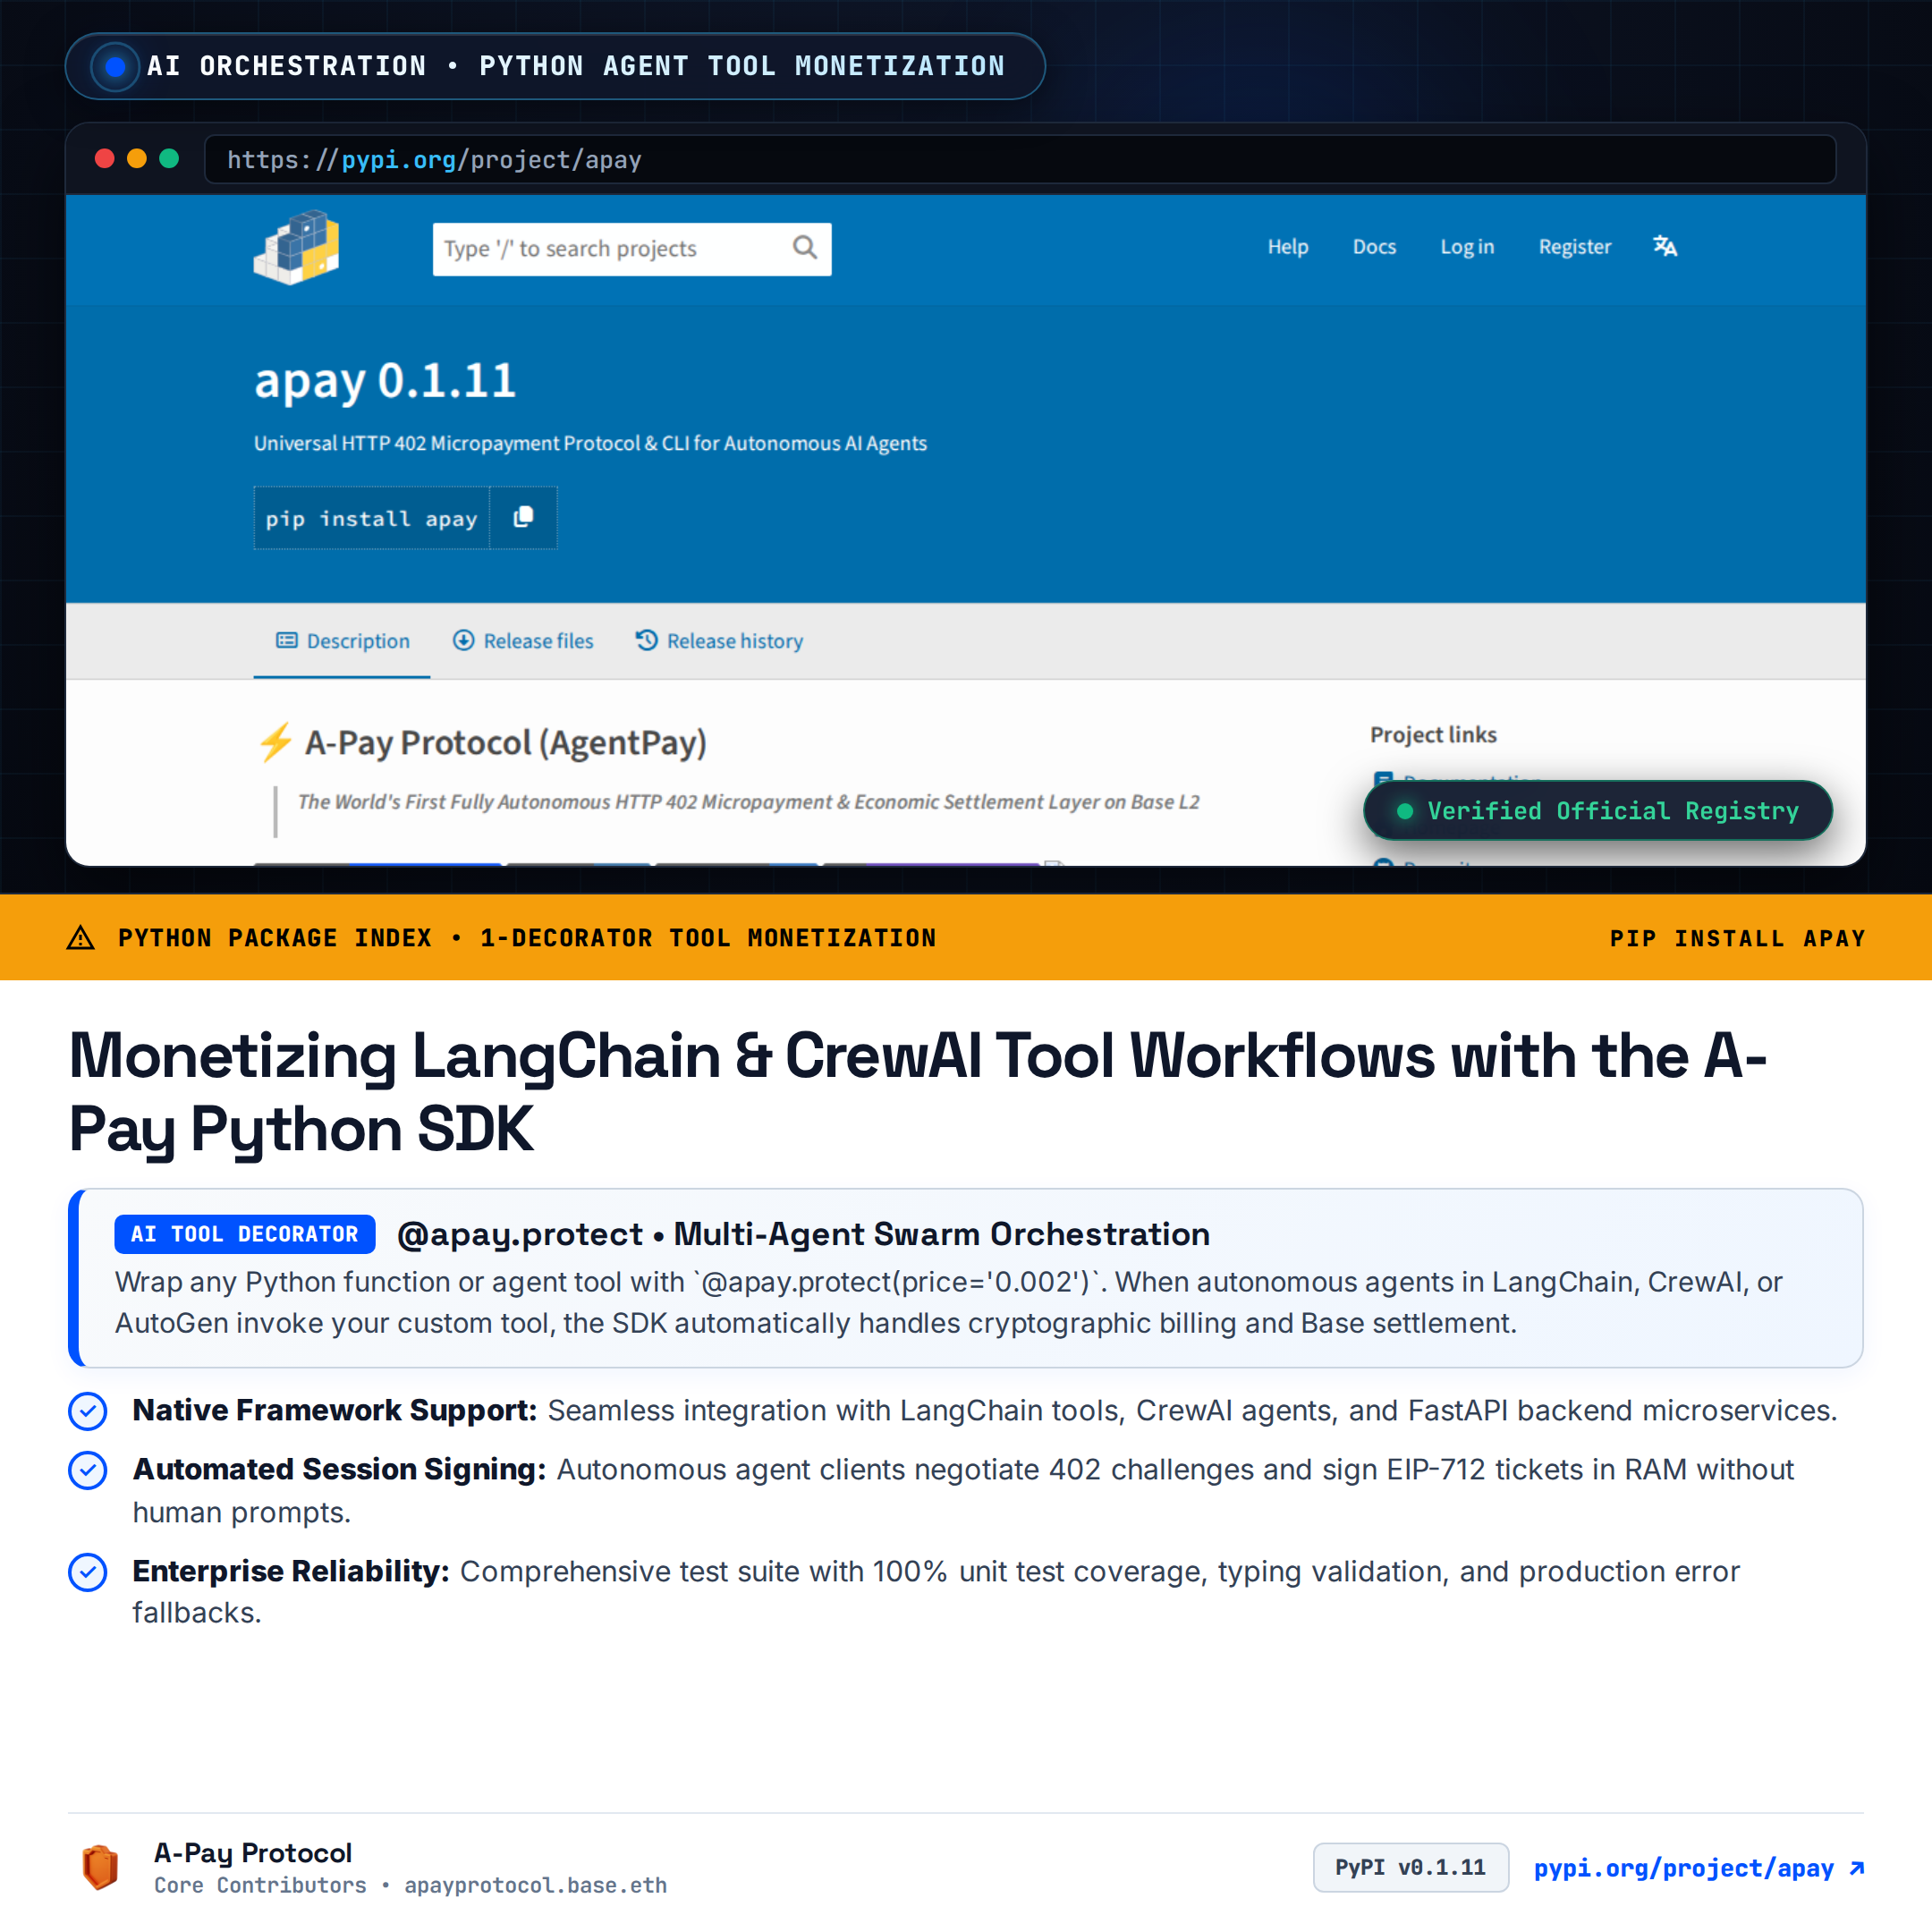 AI ORCHESTRATION • PYTHON AGENT TOOL MONETIZATION
https://pypi.org/project/apay
Type '/' to search projects
Help Docs Log in Register
apay 0.1.11
Universal HTTP 402 Micropayment Protocol & CLI for Autonomous AI Agents
pip install apay
Description Release files Release history
⚡ A-Pay Protocol (AgentPay)
Project links
The World's First Fully Autonomous HTTP 402 Micropayment & Economic Settlement Layer on Base L2
Verified Official Registry
PYTHON PACKAGE INDEX • 1-DECORATOR TOOL MONETIZATION
PIP INSTALL APAY
Monetizing LangChain & CrewAI Tool Workflows with the A-
Pay Python SDK
AI TOOL DECORATOR @apay.protect • Multi-Agent Swarm Orchestration
Wrap any Python function or agent tool with `@apay.protect(price='0.002')`. When autonomous agents in LangChain, CrewAI, or
AutoGen invoke your custom tool, the SDK automatically handles cryptographic billing and Base settlement.
Native Framework Support: Seamless integration with LangChain tools, CrewAI agents, and FastAPI backend microservices.
Automated Session Signing: Autonomous agent clients negotiate 402 challenges and sign EIP-712 tickets in RAM without
human prompts.
Enterprise Reliability: Comprehensive test suite with 100% unit test coverage, typing validation, and production error
fallbacks.
A-Pay Protocol
Core Contributors • apayprotocol.base.eth
PyPI v0.1.11
pypi.org/project/apay ↗